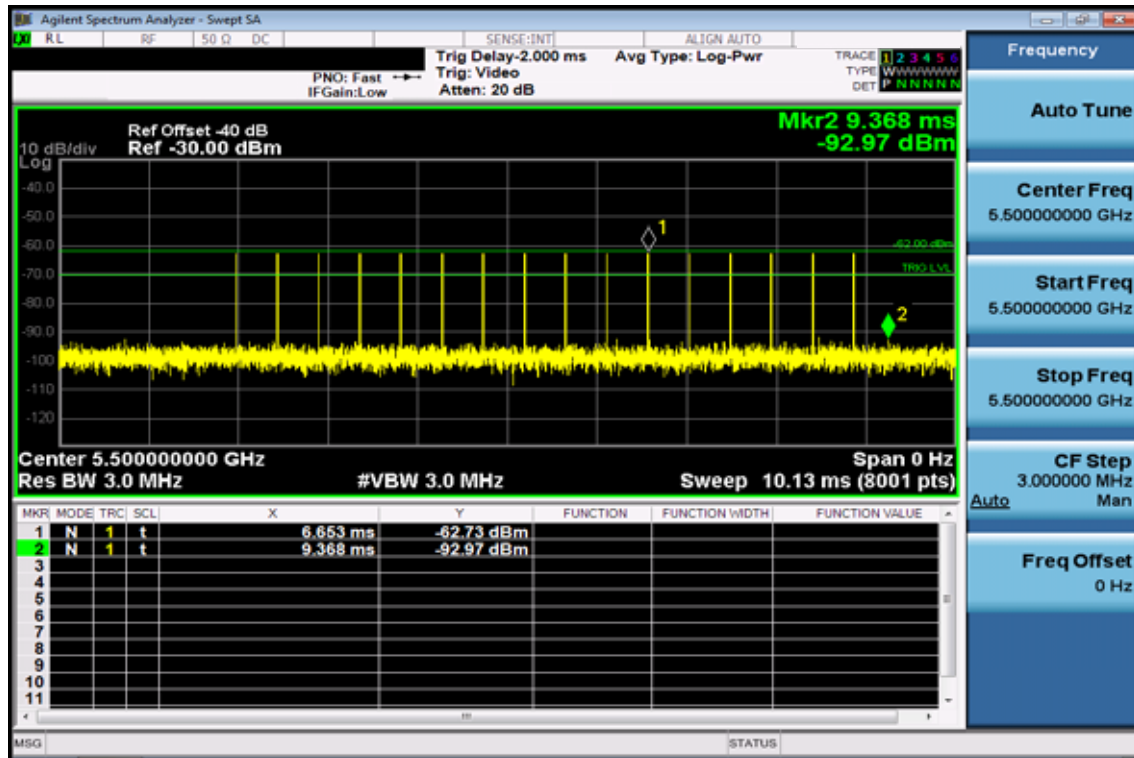 Agilent Spectrum Analyzer - Swept SA
RL RF 50 Ω DC SENSE:INT ALIGN AUTO
Trig Delay-2.000 ms Avg Type: Log-Pwr TRACE 1 2 3 4 5 6
PNO: Fast Trig: Video TYPE WWWWWW
IFGain:Low Atten: 20 dB DET P N N N N N
Mkr2 9.368 ms
-92.97 dBm
Ref Offset -40 dB
10 dB/div Ref -30.00 dBm
Log
-40.0
-50.0
1
-60.0
-62.00 dBm
-70.0
TRIG LVL
-80.0
2
-90.0
-100
-110
-120
Center 5.500000000 GHz Span 0 Hz
Res BW 3.0 MHz #VBW 3.0 MHz Sweep 10.13 ms (8001 pts)
MKR MODE TRC SCL X Y FUNCTION FUNCTION WIDTH FUNCTION VALUE
1 N 1 t 6.653 ms -62.73 dBm
2 N 1 t 9.368 ms -92.97 dBm
3
4
5
6
7
8
9
10
11
MSG STATUS
Frequency
Auto Tune
Center Freq
5.500000000 GHz
Start Freq
5.500000000 GHz
Stop Freq
5.500000000 GHz
CF Step
3.000000 MHz
Auto Man
Freq Offset
0 Hz